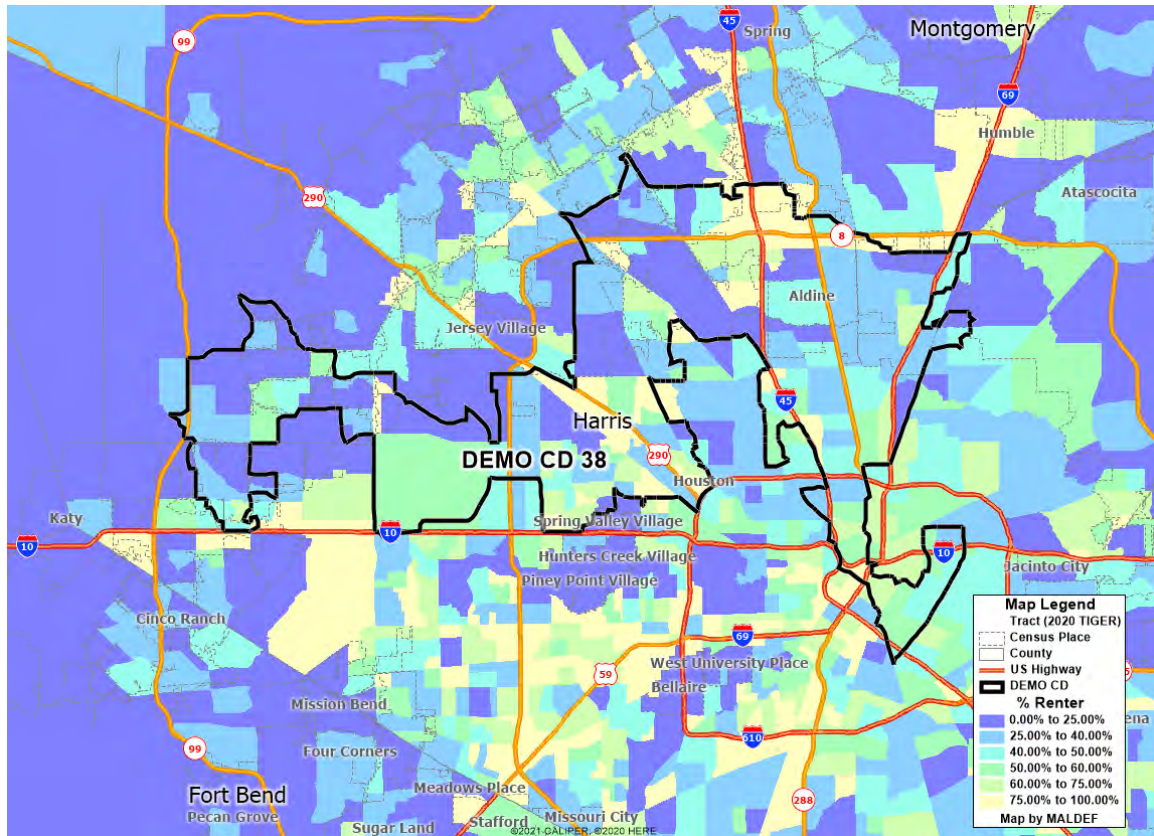 Montgomery
45
Spring
99
69
Humble
290
Atascocita
8
Aldine
45
Jersey Village
Harris
DEMO CD 38
290
Houston
Katy
10
10
Spring Valley Village
10
Jacinto City
Hunters Creek Village
Piney Point Village
Cinco Ranch
69
59
West University Place
Bellaire
Mission Bend
99
Four Corners
610
Fort Bend
Pecan Grove
Meadows Place
288
Sugar Land
Stafford
Missouri City
©2021 CALIPER, ©2020 HERE
Map Legend
Tract (2020 TIGER)
Census Place
County
US Highway
DEMO CD
% Renter
0.00% to 25.00%
25.00% to 40.00%
40.00% to 50.00%
50.00% to 60.00%
60.00% to 75.00%
75.00% to 100.00%
Map by MALDEF